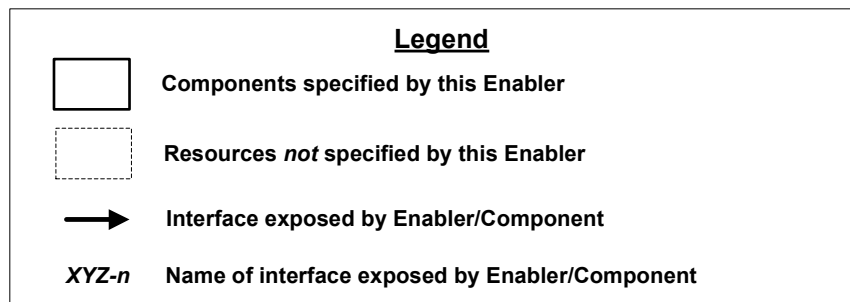 Legend
Components specified by this Enabler
Resources not specified by this Enabler
Interface exposed by Enabler/Component
XYZ-n Name of interface exposed by Enabler/Component